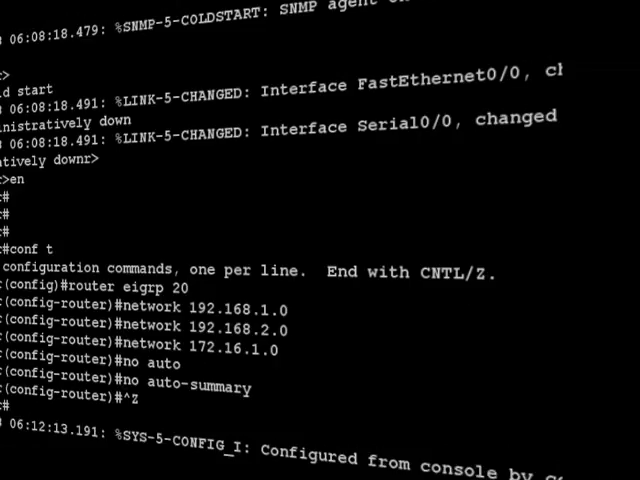 06:08:18.479: %SNMP-5-COLDSTART: SNMP agent
>
start
06:08:18.491: %LINK-5-CHANGED: Interface FastEthernet0/0,
down
06:08:18.491: %LINK-5-CHANGED: Interface Serial0/0, changed
>
>en
#
#
#
#conf t
configuration commands, one per line. End with CNTL/Z.
(config)#router eigrp 20
(config-router)#network 192.168.1.0
(config-router)#network 192.168.2.0
(config-router)#network 172.16.1.0
(config-router)#no auto
(config-router)#no auto-summary
(config-router)#^Z
#
06:12:13.191: %SYS-5-CONFIG_I: Configured from console by